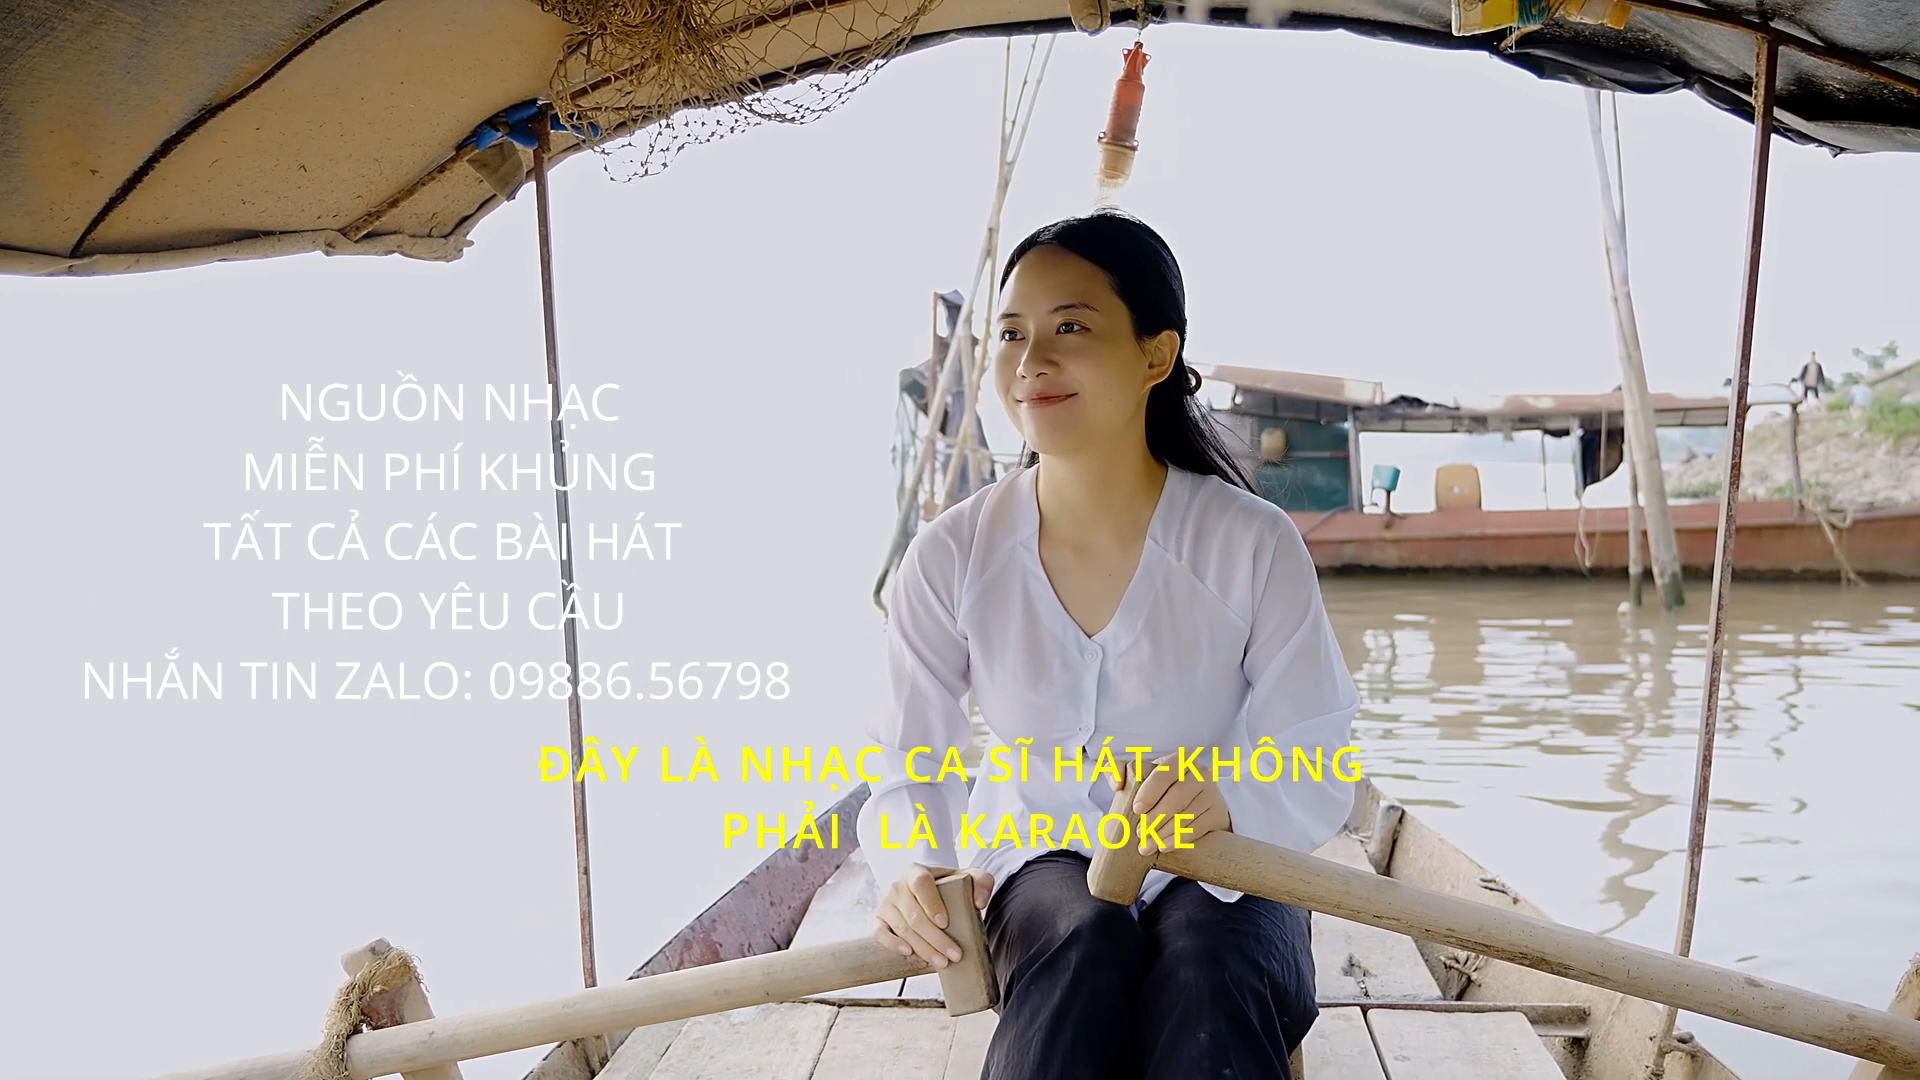 NGUỒN NHẠC
MIỄN PHÍ KHỦNG
TẤT CẢ CÁC BÀI HÁT
THEO YÊU CẦU
NHẮN TIN ZALO: 09886.56798
ĐÂY LÀ NHẠC CA SĨ HÁT-KHÔNG
PHẢI LÀ KARAOKE